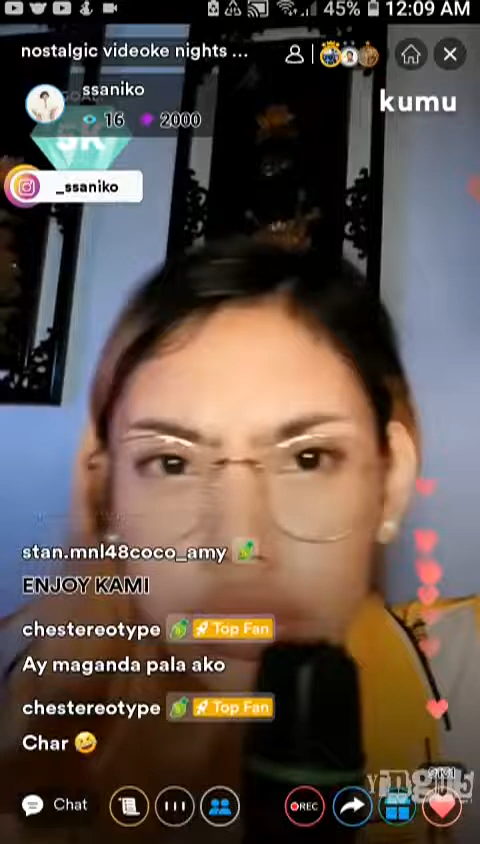 45% 12:09 AM
nostalgic videoke nights ...
ssaniko
16 2000
5K
kumu
_ssaniko
stan.mnl48coco_amy
ENJOY KAMI
chestereotype Top Fan
Ay maganda pala ako
chestereotype Top Fan
Char 🤣
Chat
REC